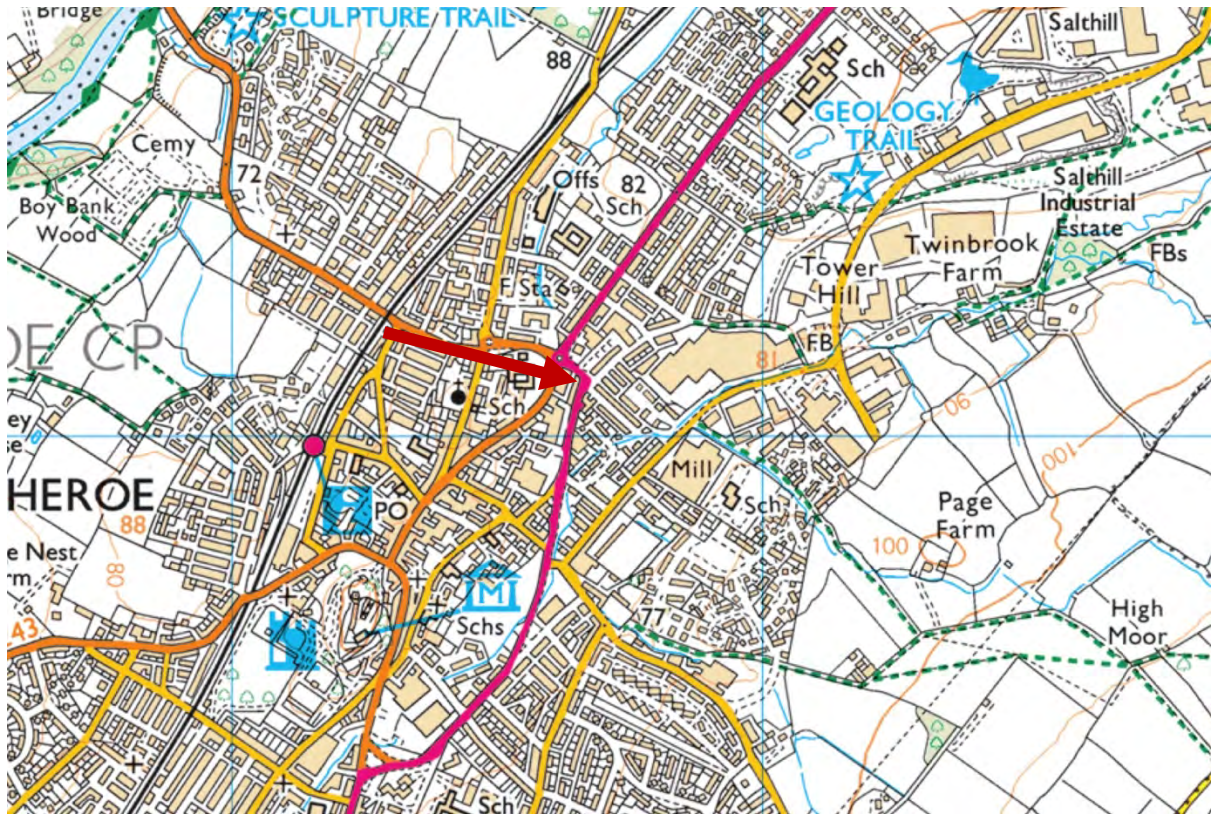 Bridge
SCULPTURE TRAIL
88
Salthill
Sch
GEOLOGY
TRAIL
Cemy
72
Boy Bank
Wood
Offs
82
Sch
Salthill
Industrial
Estate
Twinbrook
Farm
FBs
Tower
Hill
F Sta
OE CP
FB
81
Sch
90
ey
e
HEROE
88
PO
Mill
Sch
100
Page
Farm
100
e Nest
rm
80
M
Schs
77
High
Moor
43
Sch